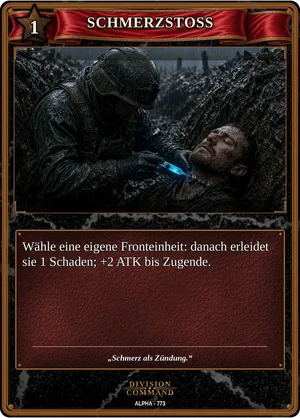 1
SCHMERZSTOSS
Wähle eine eigene Fronteinheit: danach erleidet
sie 1 Schaden; +2 ATK bis Zugende.
„Schmerz als Zündung.“
DIVISION
COMMAND
ALPHA - 773